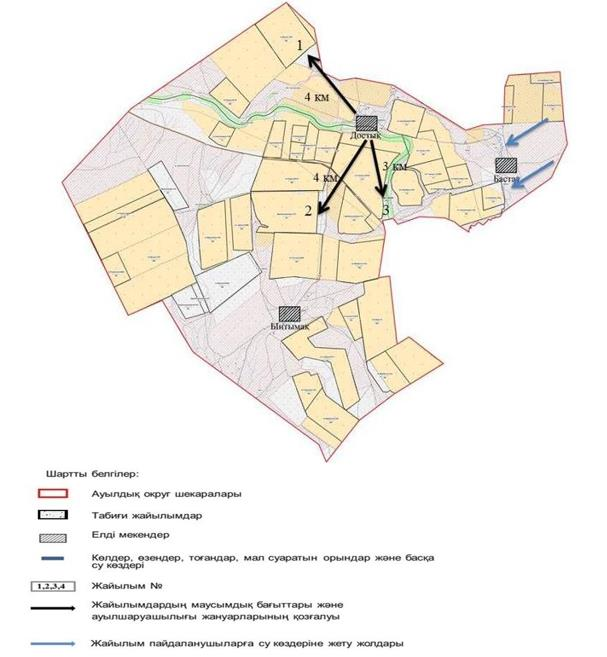 1
4 км
Достық
3 км
Бастау
4 км
2
3
Ынтымақ
Шартты белгілер:
Ауылдық округ шекаралары
Табиғи жайылымдар
Елді мекендер
Көлдер, өзендер, тоғандар, мал суаратын орындар және басқа
су көздері
1,2,3,4 Жайылым №
Жайылымдардың маусымдық бағыттары және
ауылшаруашылығы жануарларының қозғалуы
Жайылым пайдаланушыларға су көздеріне жету жолдары